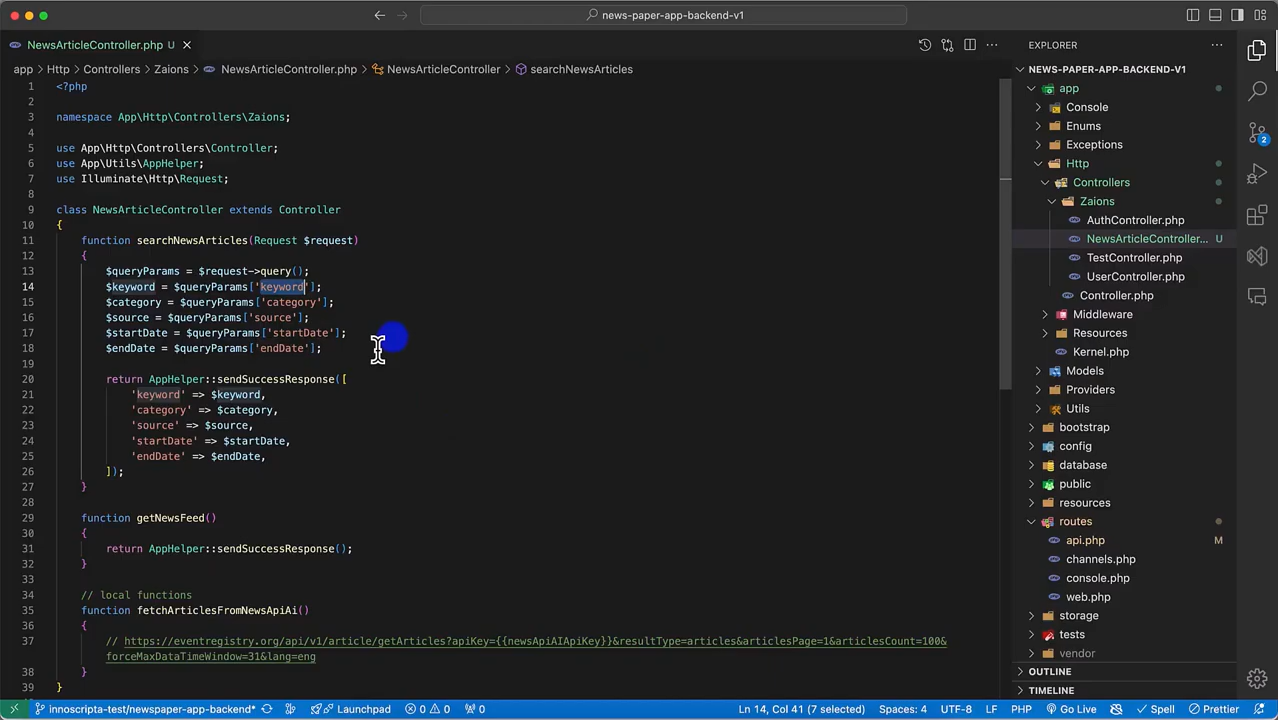 news-paper-app-backend-v1
NewsArticleController.php U
EXPLORER
app > Http > Controllers > Zaions > NewsArticleController.php > NewsArticleController > searchNewsArticles
1 <?php
2
3 namespace App\Http\Controllers\Zaions;
4
5 use App\Http\Controllers\Controller;
6 use App\Utils\AppHelper;
7 use Illuminate\Http\Request;
8
9 class NewsArticleController extends Controller
10 {
11 function searchNewsArticles(Request $request)
12 {
13 $queryParams = $request->query();
14 $keyword = $queryParams['keyword'];
15 $category = $queryParams['category'];
16 $source = $queryParams['source'];
17 $startDate = $queryParams['startDate'];
18 $endDate = $queryParams['endDate'];
19
20 return AppHelper::sendSuccessResponse([
21 'keyword' => $keyword,
22 'category' => $category,
23 'source' => $source,
24 'startDate' => $startDate,
25 'endDate' => $endDate,
26 ]);
27 }
28
29 function getNewsFeed()
30 {
31 return AppHelper::sendSuccessResponse();
32 }
33
34 // local functions
35 function fetchArticlesFromNewsApiAi()
36 {
37 // https://eventregistry.org/api/v1/article/getArticles?apiKey={{newsApiAIApiKey}}&resultType=articles&articlesPage=1&articlesCount=100&
forceMaxDataTimeWindow=31&lang=eng
38 }
39 }
NEWS-PAPER-APP-BACKEND-V1
app
Console
Enums
Exceptions
Http
Controllers
Zaions
AuthController.php
NewsArticleController... U
TestController.php
UserController.php
Controller.php
Middleware
Resources
Kernel.php
Models
Providers
Utils
bootstrap
config
database
public
resources
routes
api.php M
channels.php
console.php
web.php
storage
tests
vendor
OUTLINE
TIMELINE
2
innoscripta-test/newspaper-app-backend* Launchpad 0 0 0 Ln 14, Col 41 (7 selected) Spaces: 4 UTF-8 LF PHP Go Live Spell Prettier